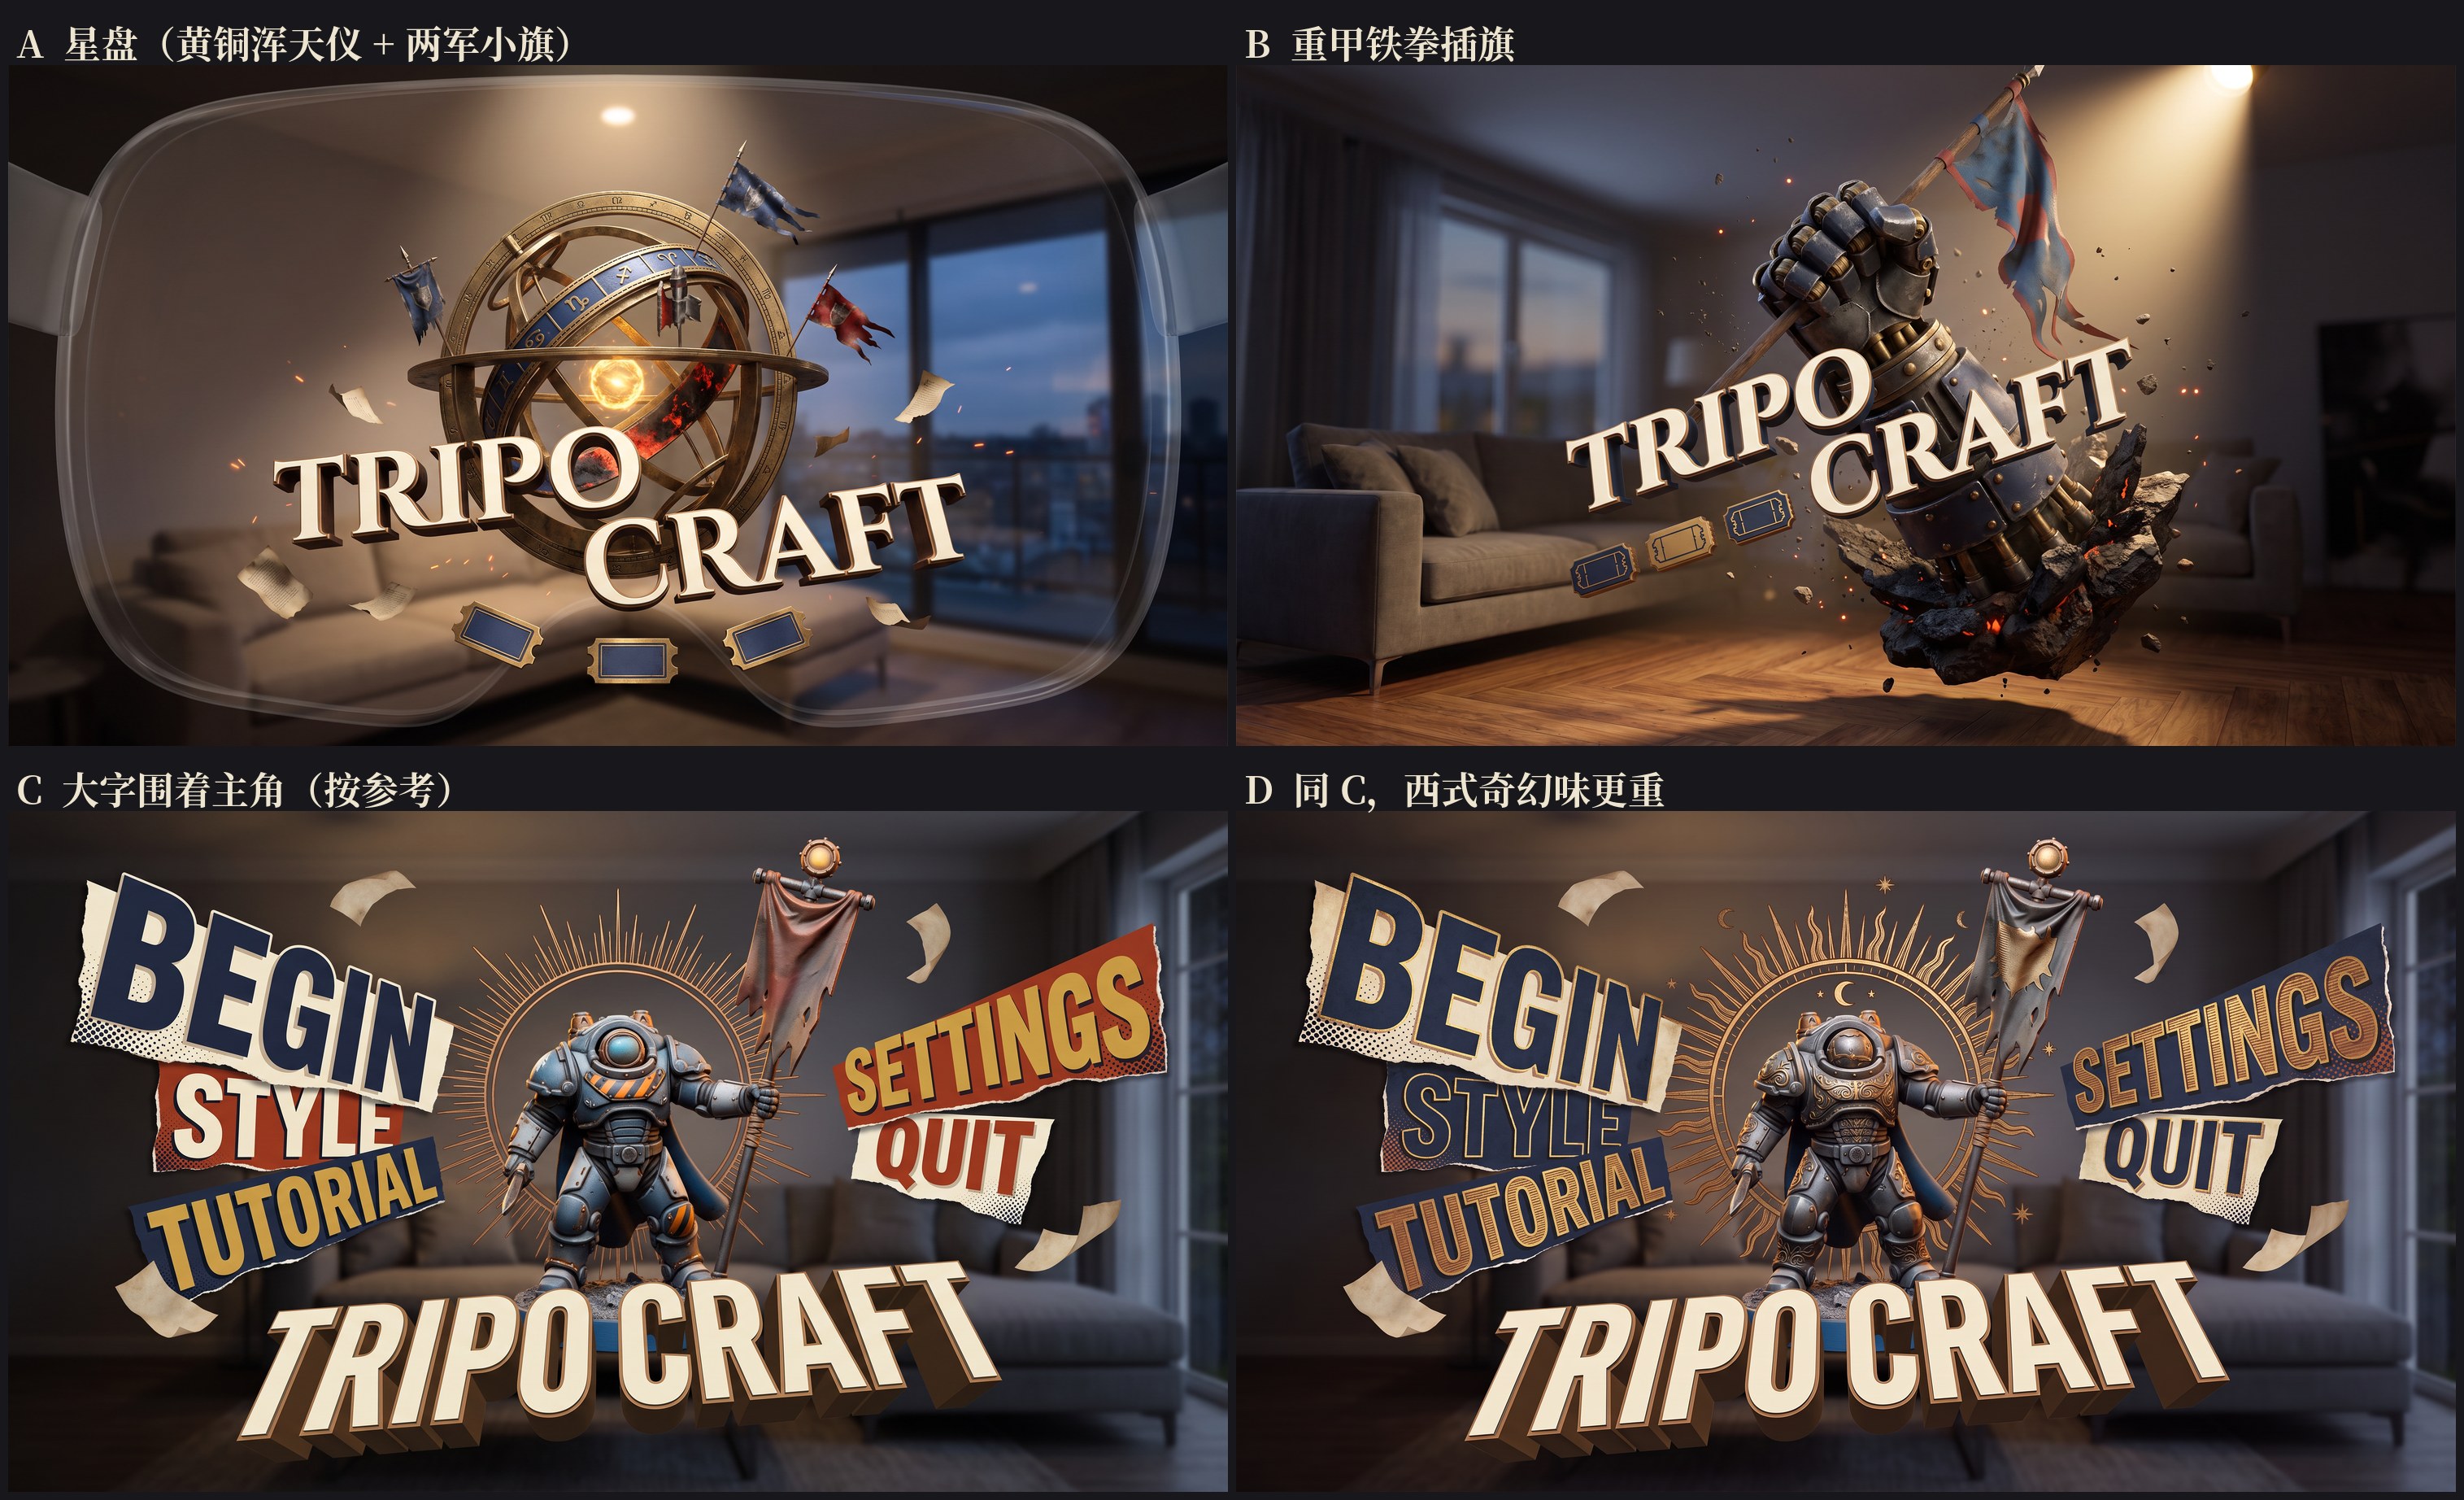 A 星盘（黄铜浑天仪 + 两军小旗）
TRIPO
CRAFT
B 重甲铁拳插旗
TRIPO
CRAFT
C 大字围着主角（按参考）
BEGIN
STYLE
TUTORIAL
SETTINGS
QUIT
TRIPO CRAFT
D 同 C，西式奇幻味更重
BEGIN
STYLE
TUTORIAL
SETTINGS
QUIT
TRIPO CRAFT